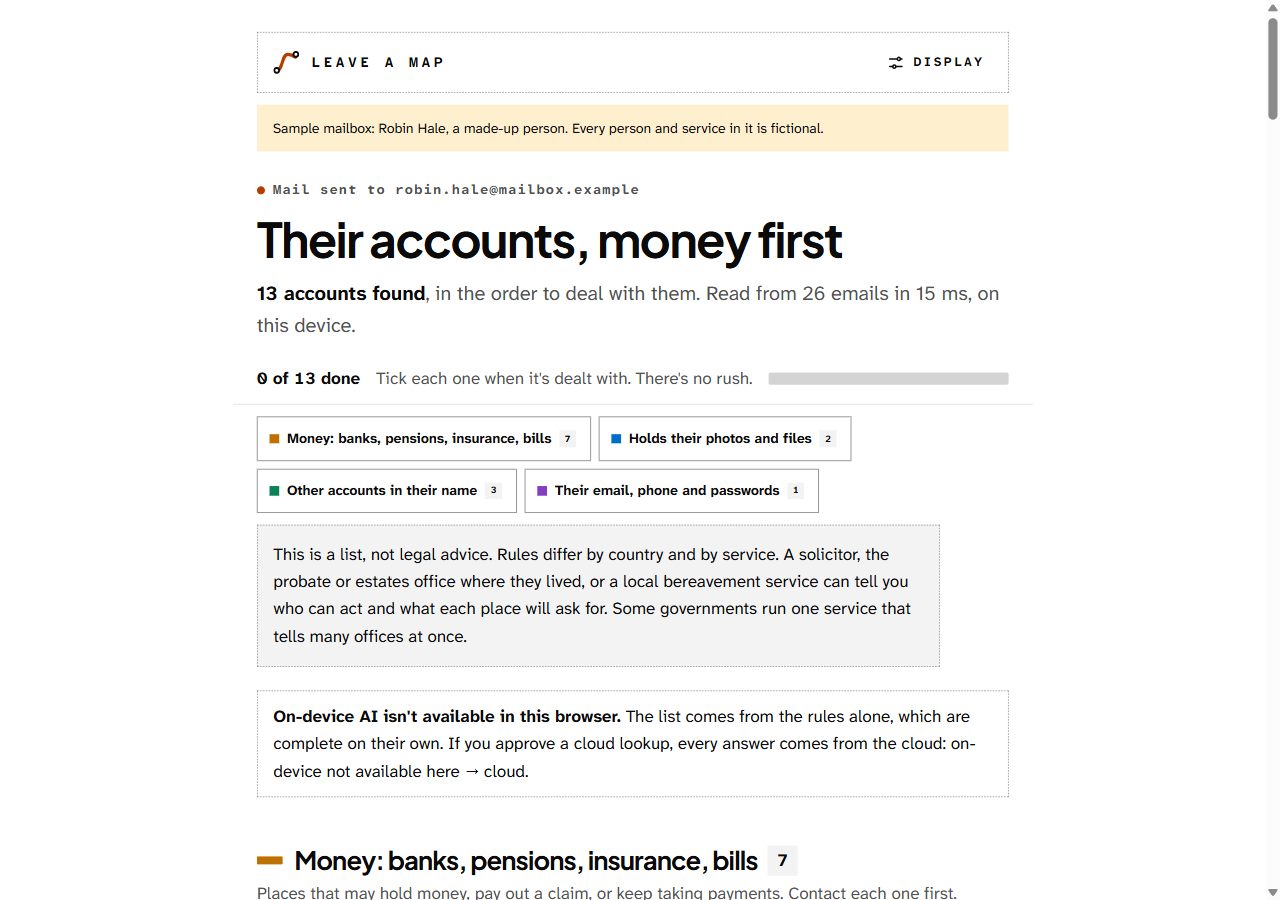 LEAVE A MAP
DISPLAY
Sample mailbox: Robin Hale, a made-up person. Every person and service in it is fictional.
Mail sent to robin.hale@mailbox.example
Their accounts, money first
13 accounts found, in the order to deal with them. Read from 26 emails in 15 ms, on
this device.
0 of 13 done Tick each one when it's dealt with. There's no rush.
Money: banks, pensions, insurance, bills 7
Holds their photos and files 2
Other accounts in their name 3
Their email, phone and passwords 1
This is a list, not legal advice. Rules differ by country and by service. A solicitor, the
probate or estates office where they lived, or a local bereavement service can tell you
who can act and what each place will ask for. Some governments run one service that
tells many offices at once.
On-device AI isn't available in this browser. The list comes from the rules alone, which are
complete on their own. If you approve a cloud lookup, every answer comes from the cloud: on-
device not available here → cloud.
Money: banks, pensions, insurance, bills 7
Places that may hold money, pay out a claim, or keep taking payments. Contact each one first.